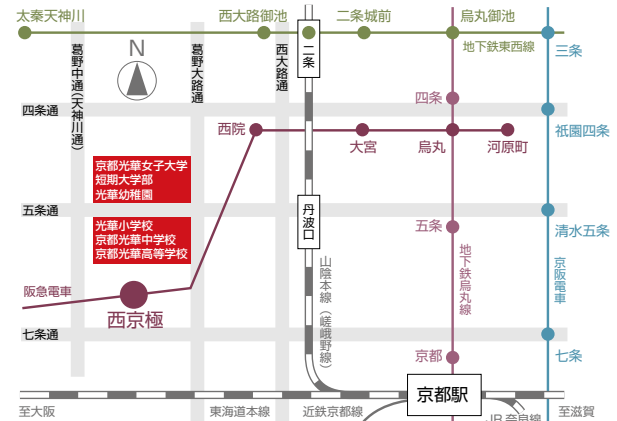 太秦天神川
西大路御池
二条城前
烏丸御池
地下鉄東西線
三条
二条
N
葛野中通(天神川通)
葛野大路通
西大路通
四条通
四条
西院
大宮
烏丸
河原町
祇園四条
京都光華女子大学
短期大学部
光華幼稚園
五条通
丹波口
五条
清水五条
光華小学校
京都光華中学校
京都光華高等学校
地下鉄烏丸線
京阪電車
山陰本線(嵯峨野線)
阪急電車
西京極
七条通
京都
七条
京都駅
至大阪
東海道本線
近鉄京都線
JR奈良線
至滋賀